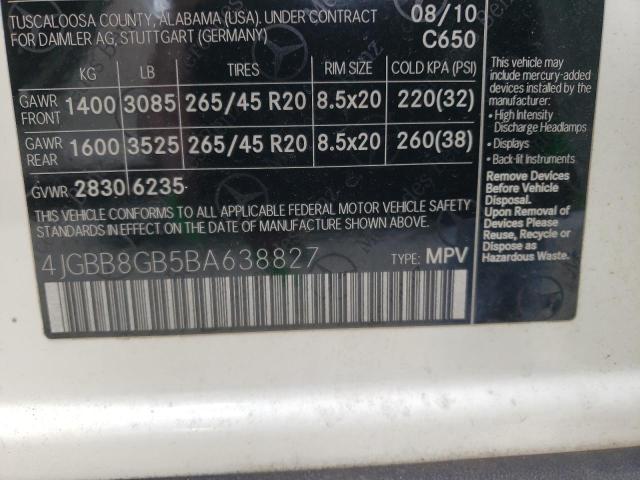 TUSCALOOSA COUNTY, ALABAMA (USA). UNDER CONTRACT 08/10
FOR DAIMLER AG, STUTTGART (GERMANY) C650
KG LB TIRES RIM SIZE COLD KPA (PSI)
GAWR FRONT 1400 3085 265/45 R20 8.5x20 220(32)
GAWR REAR 1600 3525 265/45 R20 8.5x20 260(38)
GVWR 2830 6235
THIS VEHICLE CONFORMS TO ALL APPLICABLE FEDERAL MOTOR VEHICLE SAFETY
STANDARDS IN EFFECT ON THE DATE OF MANUFACTURE SHOWN ABOVE.
4JGBB8GB5BA638827 TYPE: MPV
This vehicle may
include mercury-added
devices installed by the
manufacturer:
• High Intensity
Discharge Headlamps
• Displays
• Back-lit Instruments
Remove Devices
Before Vehicle
Disposal.
Upon Removal of
Devices Please
Reuse, Recycle or
Dispose as
Hazardous Waste.